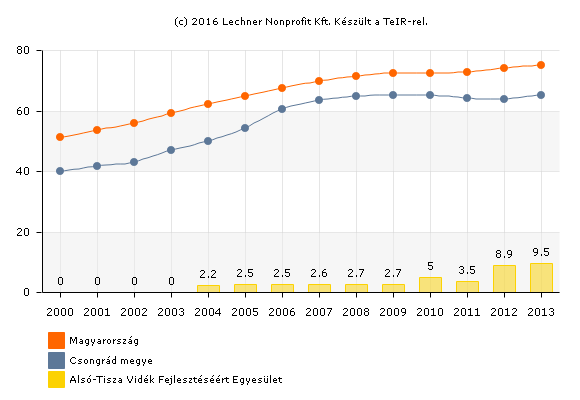 (c) 2016 Lechner Nonprofit Kft. Készült a TeIR-rel.
80
60
40
20
0
0 0 0 0 2.2 2.5 2.5 2.6 2.7 2.7 5 3.5 8.9 9.5
2000 2001 2002 2003 2004 2005 2006 2007 2008 2009 2010 2011 2012 2013
Magyarország
Csongrád megye
Alsó-Tisza Vidék Fejlesztéséért Egyesület